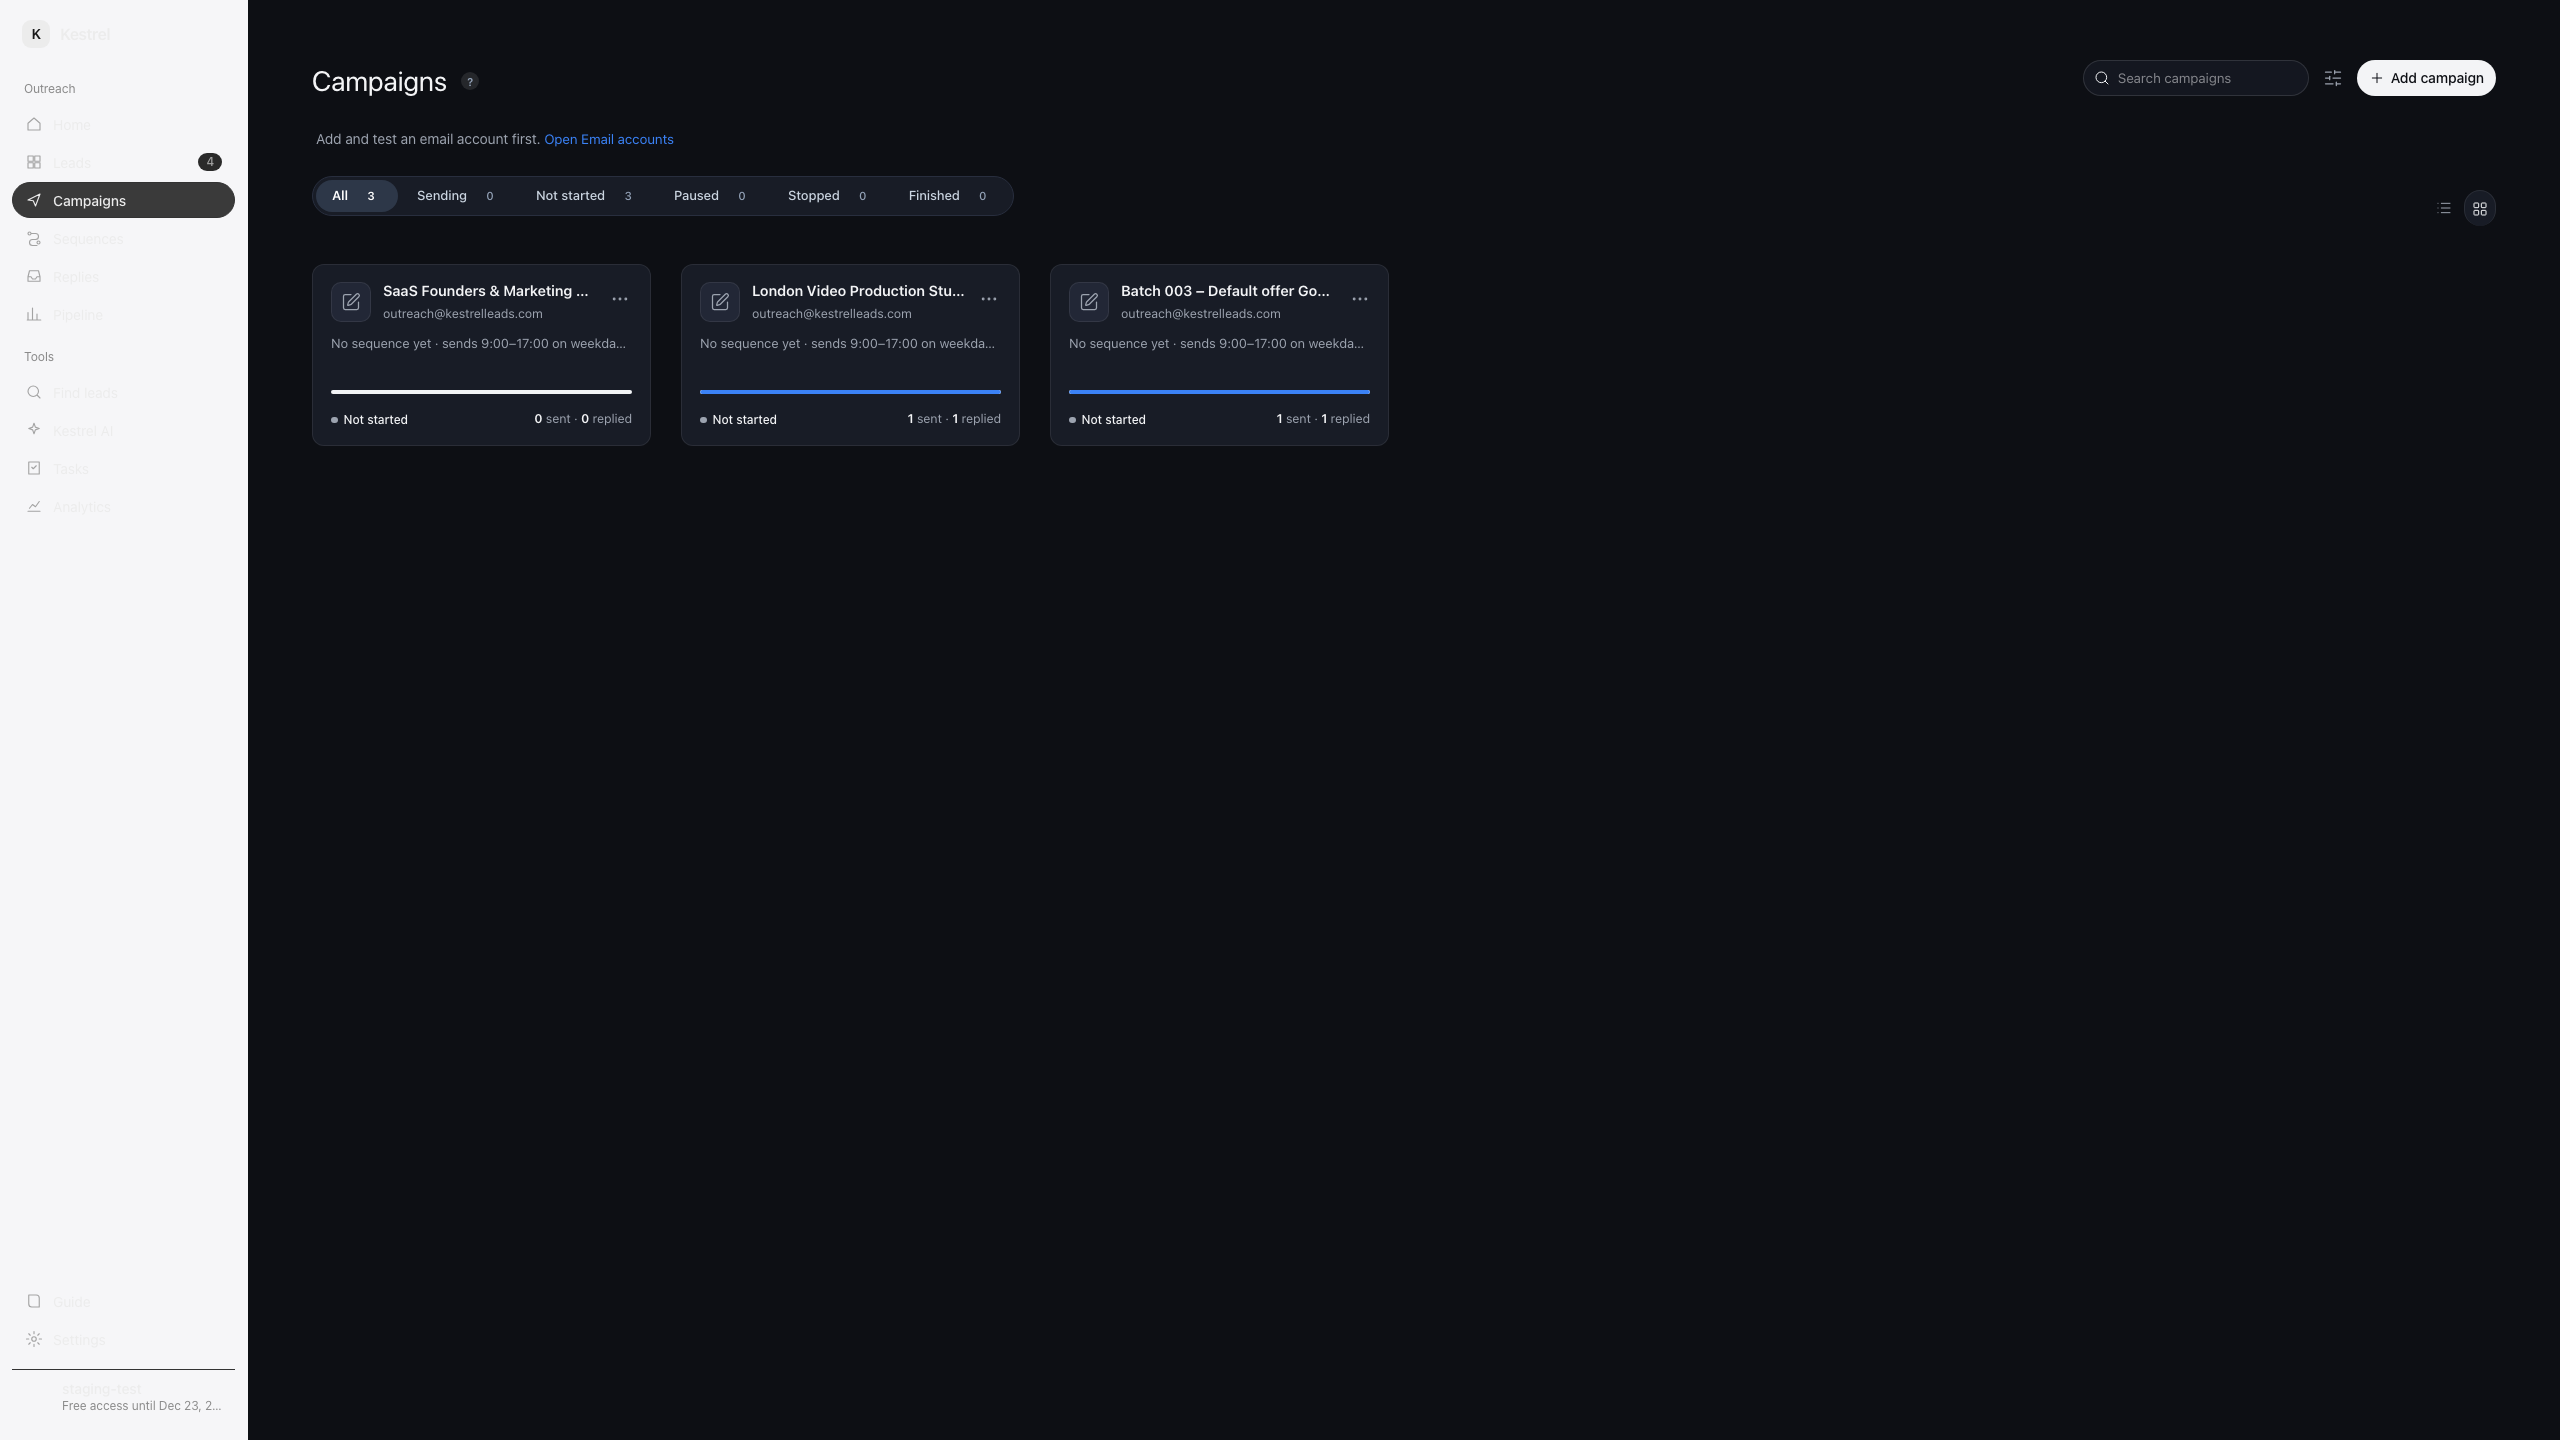 K Kestrel
Outreach
Home
Leads 4
Campaigns
Sequences
Replies
Pipeline
Tools
Find leads
Kestrel AI
Tasks
Analytics
Guide
Settings
staging-test
Free access until Dec 23, 2...
Campaigns ?
Search campaigns
Add campaign
Add and test an email account first. Open Email accounts
All 3 Sending 0 Not started 3 Paused 0 Stopped 0 Finished 0
SaaS Founders & Marketing ...
outreach@kestrelleads.com
No sequence yet · sends 9:00–17:00 on weekda...
Not started 0 sent · 0 replied
London Video Production Stu...
outreach@kestrelleads.com
No sequence yet · sends 9:00–17:00 on weekda...
Not started 1 sent · 1 replied
Batch 003 – Default offer Go...
outreach@kestrelleads.com
No sequence yet · sends 9:00–17:00 on weekda...
Not started 1 sent · 1 replied